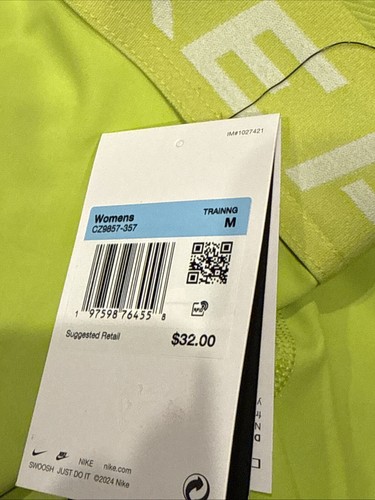 IM#1027421
Womens
TRAINNG
CZ9857-357
M
1 97598 76455 8
Suggested Retail
$32.00
NIKE nike.com
SWOOSH JUST DO IT ©2024 Nike